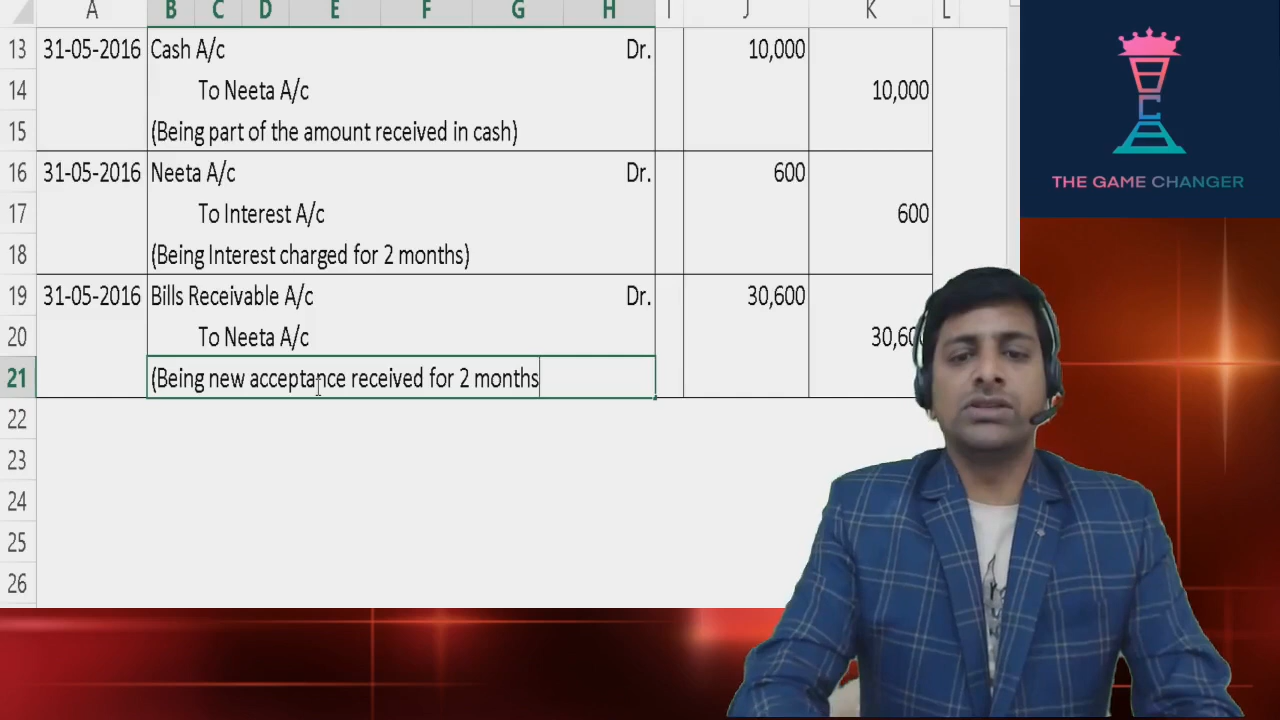 A B C D E F G H I J K L
13 31-05-2016 Cash A/c Dr. 10,000
14 To Neeta A/c 10,000
15 (Being part of the amount received in cash)
16 31-05-2016 Neeta A/c Dr. 600
17 To Interest A/c 600
18 (Being Interest charged for 2 months)
19 31-05-2016 Bills Receivable A/c Dr. 30,600
20 To Neeta A/c
21 (Being new acceptance received for 2 months
22
23
24
25
26
THE GAME CHANGER